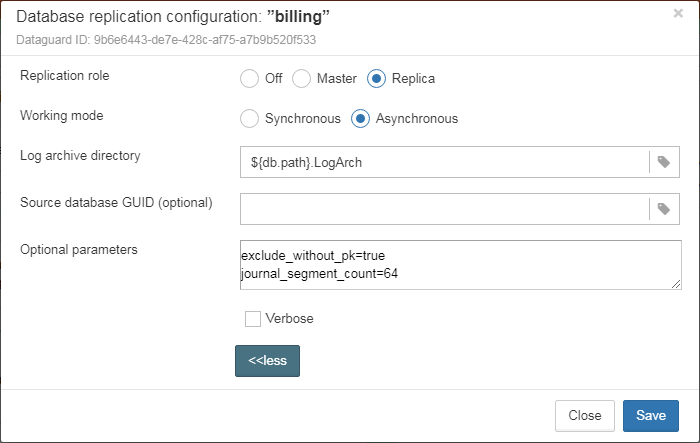 Database replication configuration: ”billing”
×
Dataguard ID: 9b6e6443-de7e-428c-af75-a7b9b520f533
Replication role Off Master Replica
Working mode Synchronous Asynchronous
Log archive directory ${db.path}.LogArch
Source database GUID (optional)
Optional parameters exclude_without_pk=true
journal_segment_count=64
Verbose
<<less
Close Save